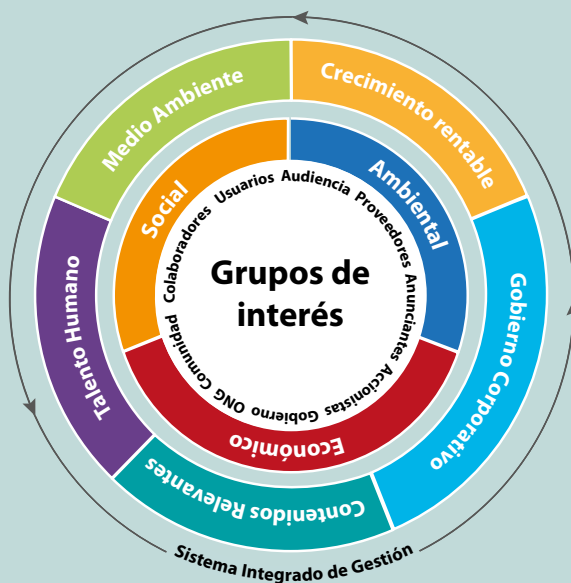 Medio Ambiente
Crecimiento rentable
Gobierno Corporativo
Contenidos Relevantes
Talento Humano
Social
Ambiental
Económico
Colaboradores Usuarios Audiencia Proveedores Anunciantes Accionistas Gobierno ONG Comunidad
Grupos de
interés
Sistema Integrado de Gestión